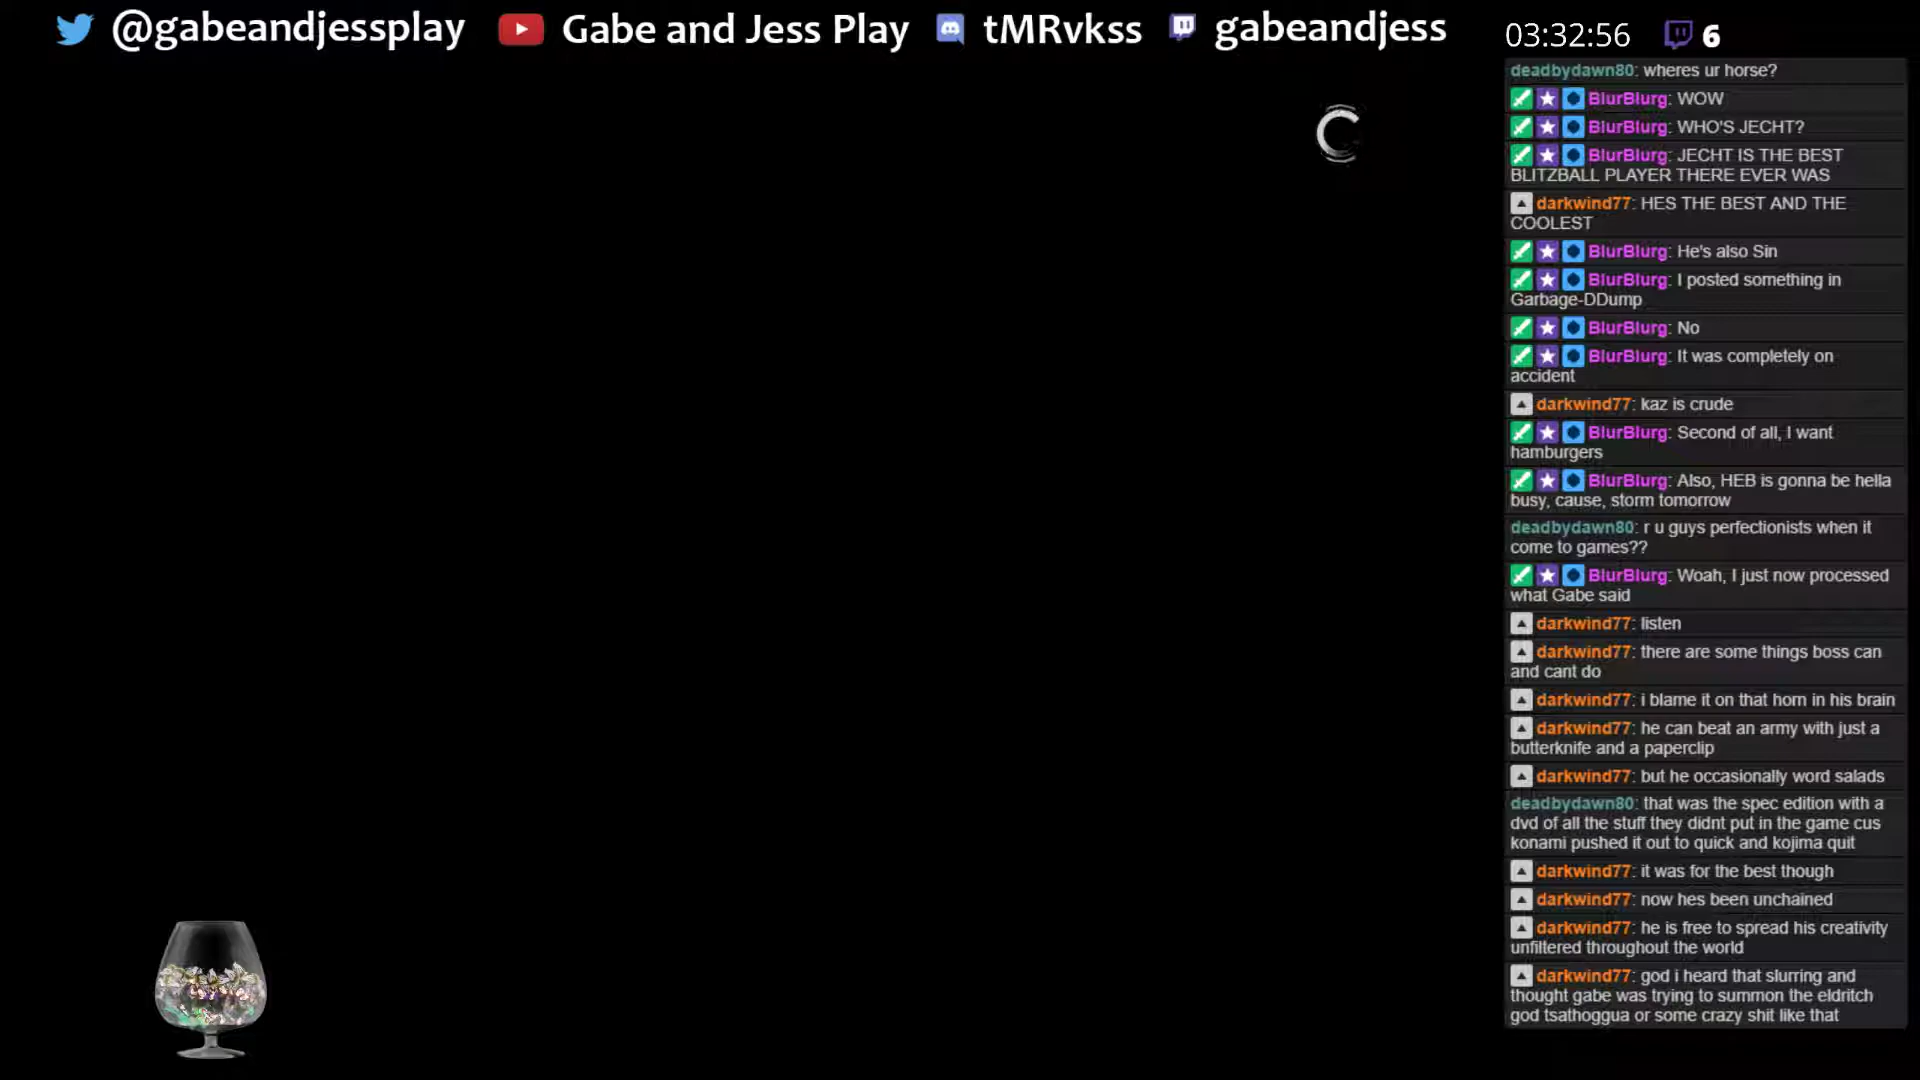 @gabeandjessplay Gabe and Jess Play tMRvkss gabeandjess
03:32:56 6
deadbydawn80: wheres ur horse?
BlurBlurg: WOW
BlurBlurg: WHO'S JECHT?
BlurBlurg: JECHT IS THE BEST
BLITZBALL PLAYER THERE EVER WAS
darkwind77: HES THE BEST AND THE
COOLEST
BlurBlurg: He's also Sin
BlurBlurg: I posted something in
Garbage-DDump
BlurBlurg: No
BlurBlurg: It was completely on
accident
darkwind77: kaz is crude
BlurBlurg: Second of all, I want
hamburgers
BlurBlurg: Also, HEB is gonna be hella
busy, cause, storm tomorrow
deadbydawn80: r u guys perfectionists when it
come to games??
BlurBlurg: Woah, I just now processed
what Gabe said
darkwind77: listen
darkwind77: there are some things boss can
and cant do
darkwind77: i blame it on that horn in his brain
darkwind77: he can beat an army with just a
butterknife and a paperclip
darkwind77: but he occasionally word salads
deadbydawn80: that was the spec edition with a
dvd of all the stuff they didnt put in the game cus
konami pushed it out to quick and kojima quit
darkwind77: it was for the best though
darkwind77: now hes been unchained
darkwind77: he is free to spread his creativity
unfiltered throughout the world
darkwind77: god i heard that slurring and
thought gabe was trying to summon the eldritch
god tsathoggua or some crazy shit like that